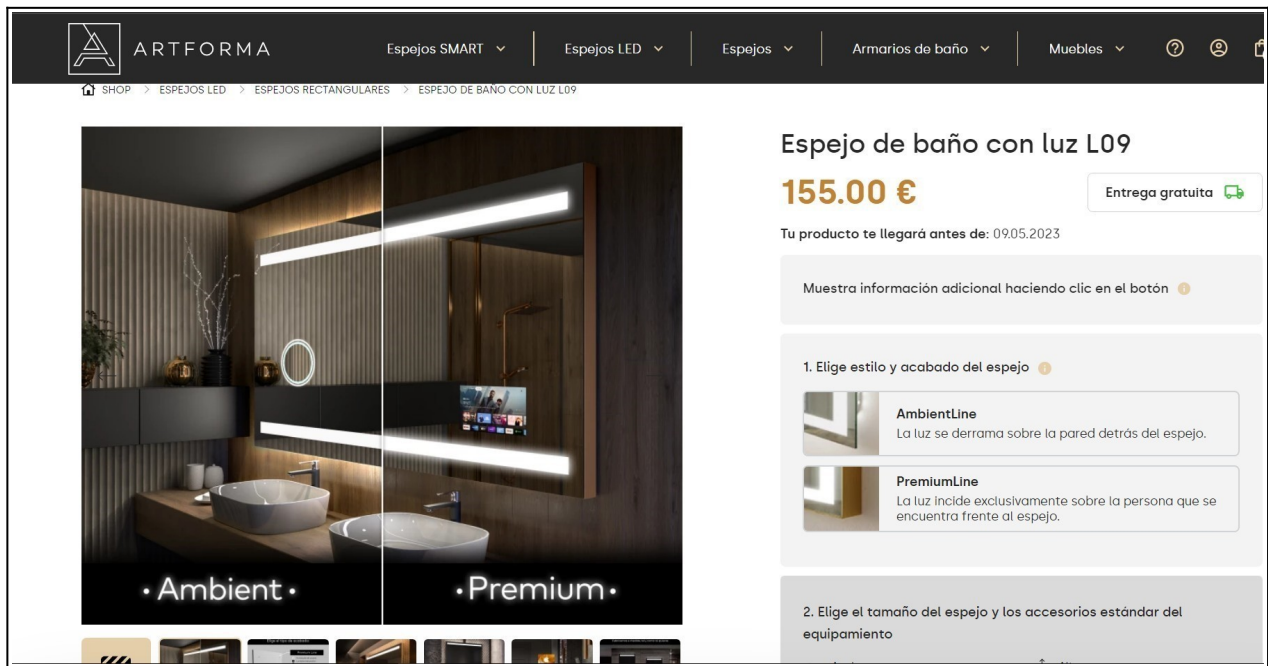 ARTFORMA
Espejos SMART
Espejos LED
Espejos
Armarios de baño
Muebles
SHOP > ESPEJOS LED > ESPEJOS RECTANGULARES > ESPEJO DE BAÑO CON LUZ L09
• Ambient •
• Premium •
Espejo de baño con luz L09
155.00 €
Entrega gratuita
Tu producto te llegará antes de: 09.05.2023
Muestra información adicional haciendo clic en el botón
1. Elige estilo y acabado del espejo
AmbientLine
La luz se derrama sobre la pared detrás del espejo.
PremiumLine
La luz incide exclusivamente sobre la persona que se
encuentra frente al espejo.
2. Elige el tamaño del espejo y los accesorios estándar del
equipamiento